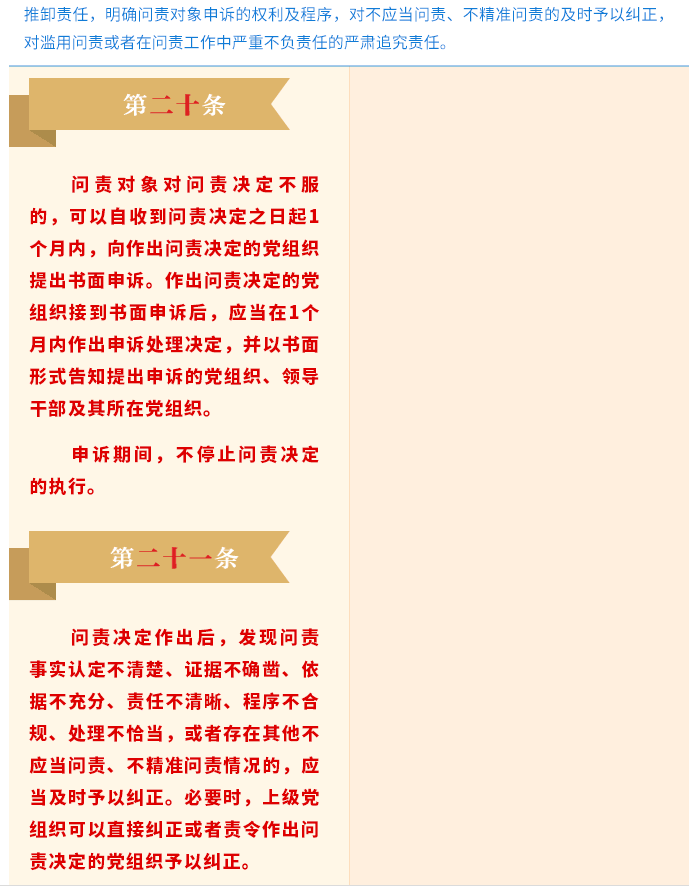 推卸责任，明确问责对象申诉的权利及程序，对不应当问责、不精准问责的及时予以纠正，
对滥用问责或者在问责工作中严重不负责任的严肃追究责任。
第二十条
问责对象对问责决定不服
的，可以自收到问责决定之日起1
个月内，向作出问责决定的党组织
提出书面申诉。作出问责决定的党
组织接到书面申诉后，应当在1个
月内作出申诉处理决定，并以书面
形式告知提出申诉的党组织、领导
干部及其所在党组织。
申诉期间，不停止问责决定
的执行。
第二十一条
问责决定作出后，发现问责
事实认定不清楚、证据不确凿、依
据不充分、责任不清晰、程序不合
规、处理不恰当，或者存在其他不
应当问责、不精准问责情况的，应
当及时予以纠正。必要时，上级党
组织可以直接纠正或者责令作出问
责决定的党组织予以纠正。